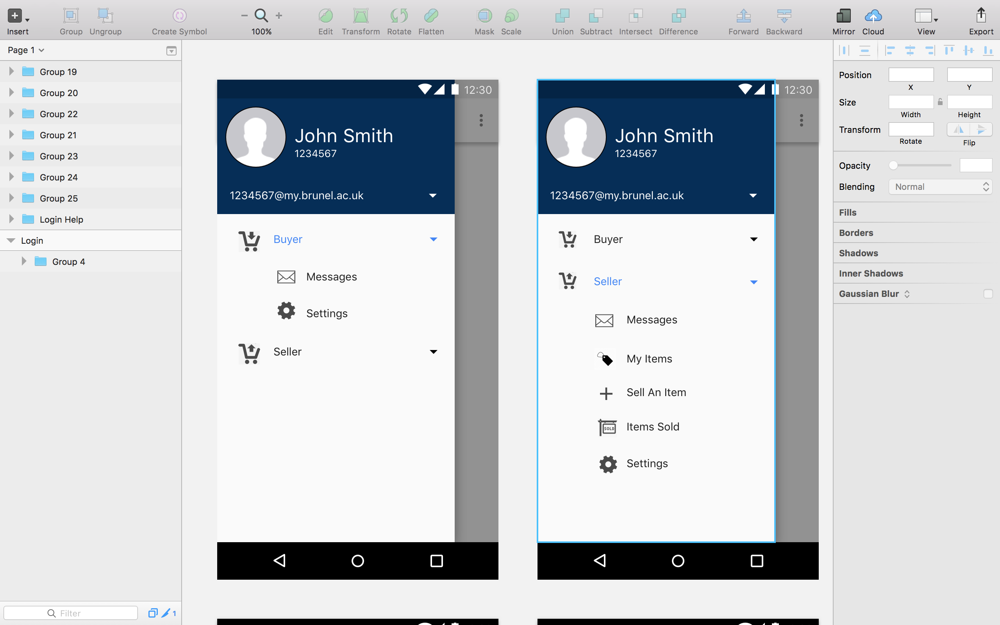 Insert
Group
Ungroup
Create Symbol
100%
Edit
Transform
Rotate
Flatten
Mask
Scale
Union
Subtract
Intersect
Difference
Forward
Backward
Mirror
Cloud
View
Export
Page 1
Group 19
Group 20
Group 22
Group 21
Group 23
Group 24
Group 25
Login Help
Login
Group 4
Filter
1
12:30
John Smith
1234567
1234567@my.brunel.ac.uk
Buyer
Messages
Settings
Seller
12:30
John Smith
1234567
1234567@my.brunel.ac.uk
Buyer
Seller
Messages
My Items
Sell An Item
SOLD
Items Sold
Settings
Position
X
Y
Size
Width
Height
Transform
Rotate
Flip
Opacity
Blending
Normal
Fills
Borders
Shadows
Inner Shadows
Gaussian Blur